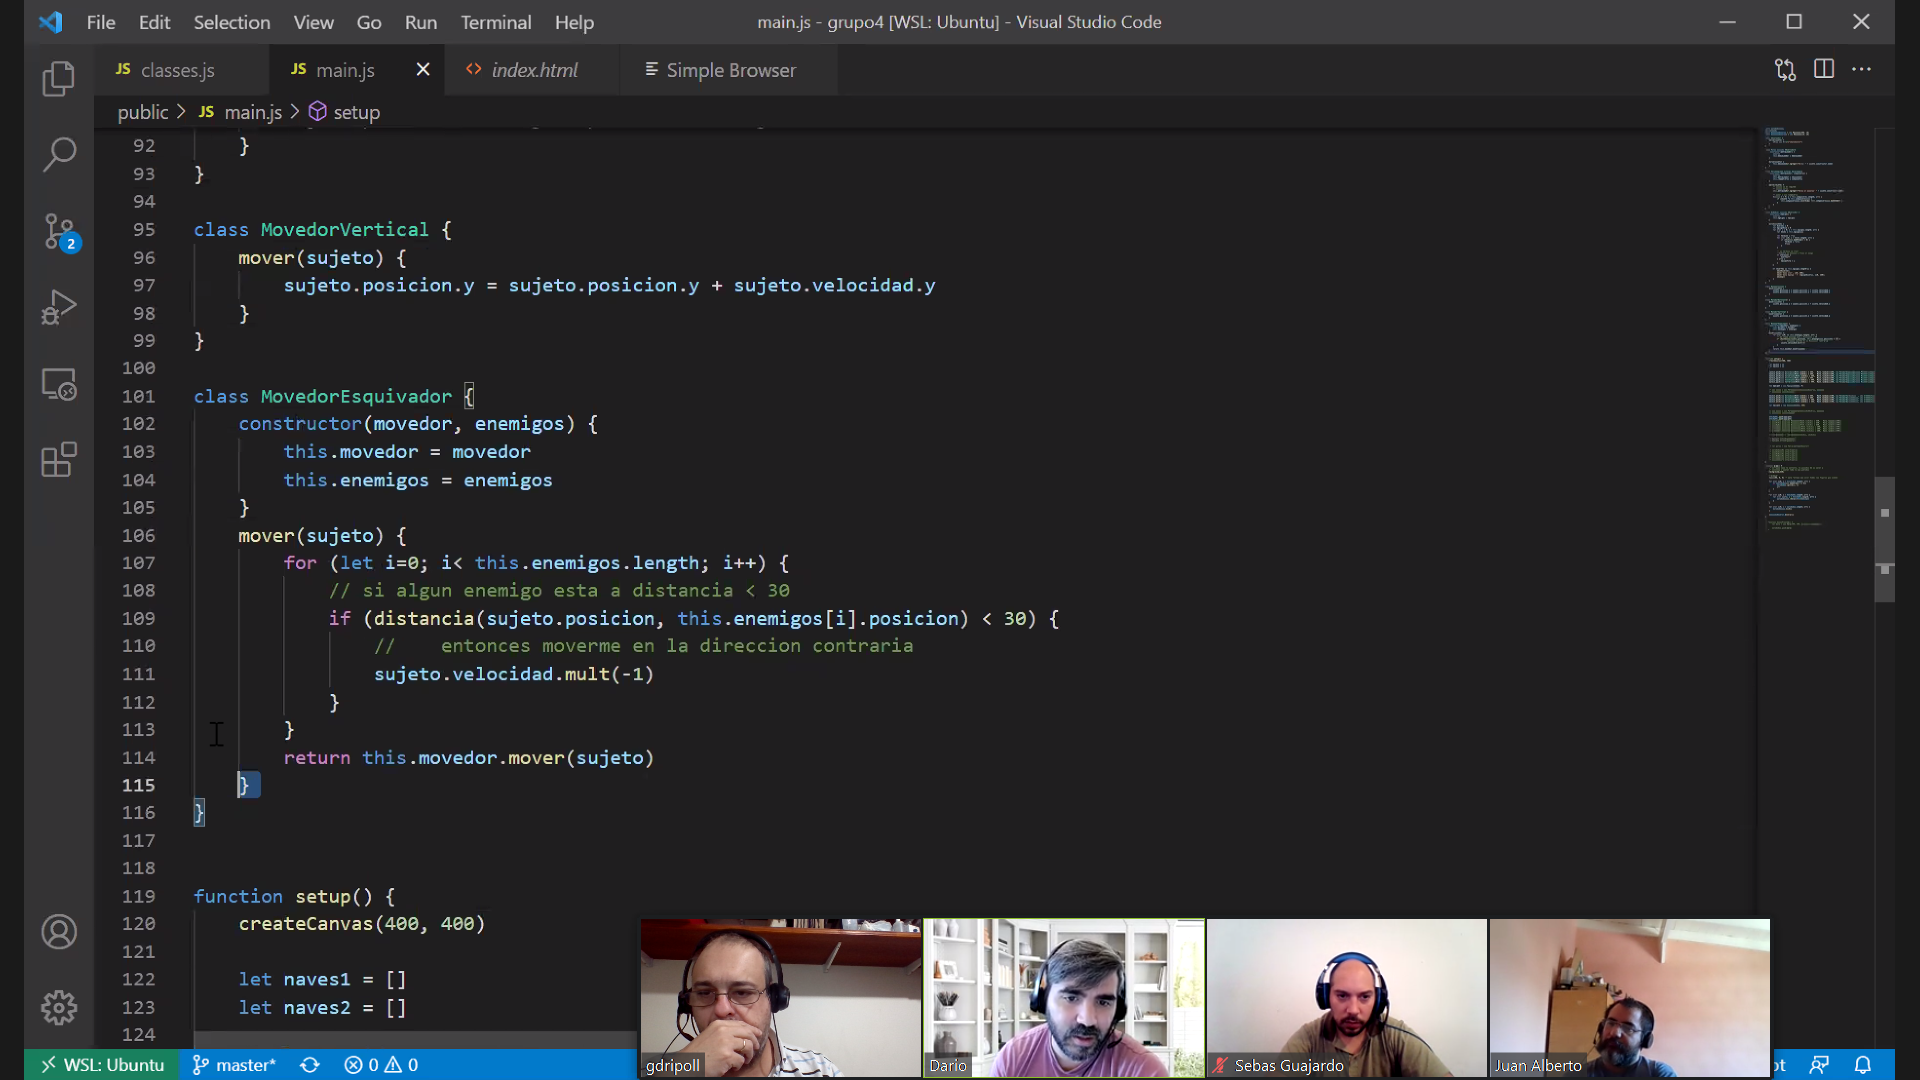 File Edit Selection View Go Run Terminal Help
main.js - grupo4 [WSL: Ubuntu] - Visual Studio Code
JS classes.js
JS main.js
<> index.html
Simple Browser
public > JS main.js > setup
92 }
93 }
94
95 class MovedorVertical {
96 mover(sujeto) {
97 sujeto.posicion.y = sujeto.posicion.y + sujeto.velocidad.y
98 }
99 }
100
101 class MovedorEsquivador {
102 constructor(movedor, enemigos) {
103 this.movedor = movedor
104 this.enemigos = enemigos
105 }
106 mover(sujeto) {
107 for (let i=0; i< this.enemigos.length; i++) {
108 // si algun enemigo esta a distancia < 30
109 if (distancia(sujeto.posicion, this.enemigos[i].posicion) < 30) {
110 // entonces moverme en la direccion contraria
111 sujeto.velocidad.mult(-1)
112 }
113 }
114 return this.movedor.mover(sujeto)
115 }
116 }
117
118
119 function setup() {
120 createCanvas(400, 400)
121
122 let naves1 = []
123 let naves2 = []
124
2
gdripoll
Dario
Sebas Guajardo
Juan Alberto
WSL: Ubuntu
master*
0 0